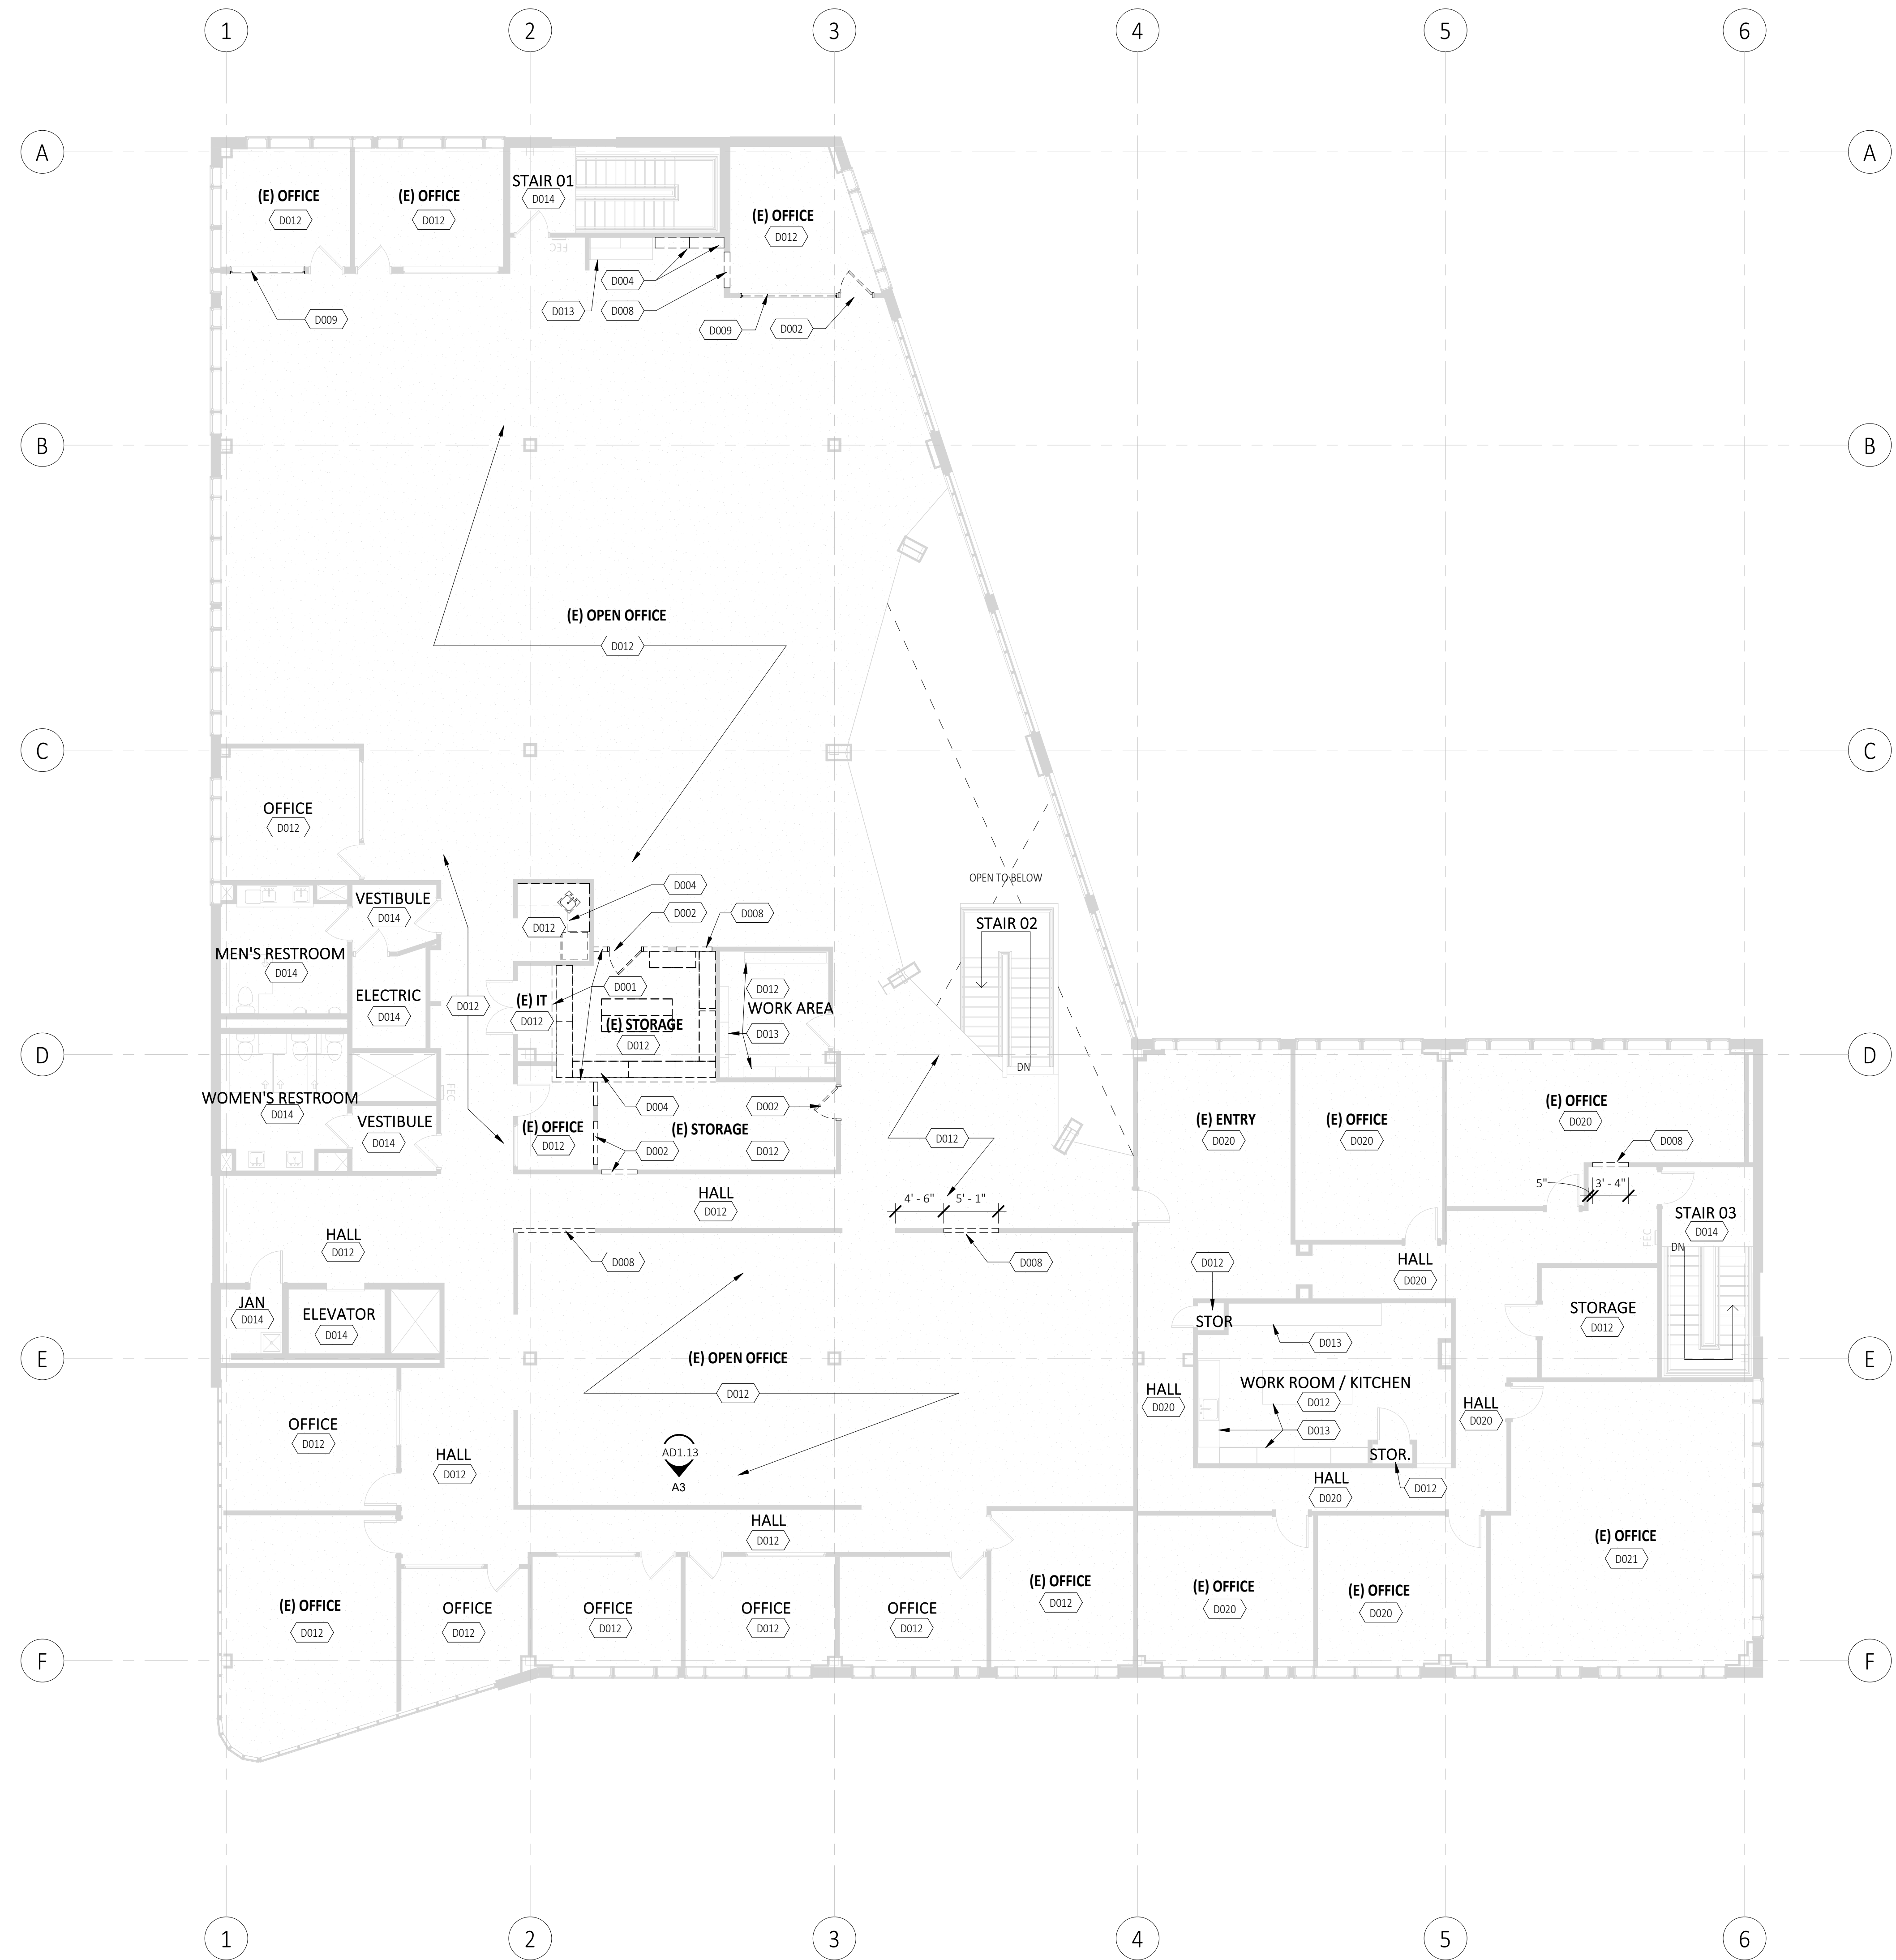 1 2 3 4 5 6
A A
(E) OFFICE
D012
(E) OFFICE
D012
STAIR 01
D014
FEC
(E) OFFICE
D012
D004
D013
D008
D009
D009
D002
B B
(E) OPEN OFFICE
D012
C C
OFFICE
D012
OPEN TO BELOW
D004
VESTIBULE
D014
D012
D002
D008
STAIR 02
MEN'S RESTROOM
D014
ELECTRIC
D014
D012
(E) IT
D012
D001
(E) STORAGE
D012
D012
WORK AREA
D013
D D
DN
WOMEN'S RESTROOM
D014
FEC
VESTIBULE
D014
(E) OFFICE
D012
D004
D002
D002
(E) STORAGE
D012
D012
(E) ENTRY
D020
(E) OFFICE
D020
(E) OFFICE
D020
D008
5"
3' - 4"
HALL
D012
4' - 6"
5' - 1"
STAIR 03
D014
DN
FEC
HALL
D012
D008
D008
D012
HALL
D020
JAN
D014
ELEVATOR
D014
STOR
D013
STORAGE
D012
E E
(E) OPEN OFFICE
D012
HALL
D020
WORK ROOM / KITCHEN
D012
D013
HALL
D020
OFFICE
D012
HALL
D012
AD1.13
A3
STOR.
D012
HALL
D020
HALL
D012
(E) OFFICE
D021
(E) OFFICE
D012
OFFICE
D012
OFFICE
D012
OFFICE
D012
OFFICE
D012
(E) OFFICE
D012
(E) OFFICE
D020
(E) OFFICE
D020
F F
1 2 3 4 5 6